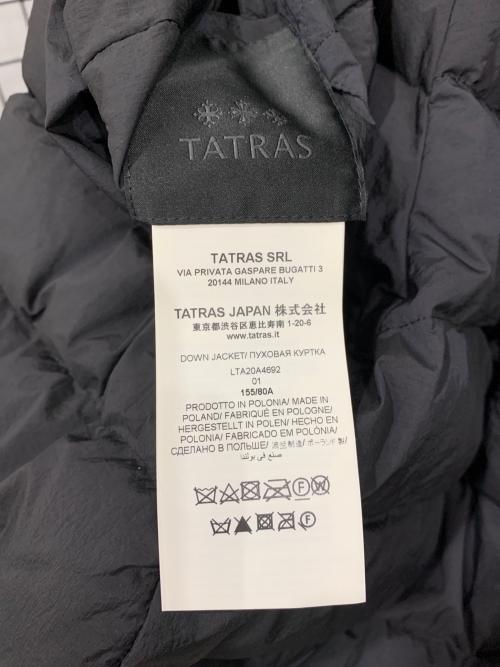 TATRAS
TATRAS SRL
VIA PRIVATA GASPARE BUGATTI 3
20144 MILANO ITALY
TATRAS JAPAN 株式会社
東京都渋谷区恵比寿南 1-20-6
www.tatras.it
DOWN JACKET/ ПУХОВАЯ КУРТКА
LTA20A4692
01
155/80A
PRODOTTO IN POLONIA/ MADE IN
POLAND/ FABRIQUÉ EN POLOGNE/
HERGESTELLT IN POLEN/ HECHO EN
POLONIA/ FABRICADO EM POLÓNIA/
СДЕЛАНО В ПОЛЬШЕ/ 波兰制造/ ポーランド製/
صنع في بولندا
F W
F